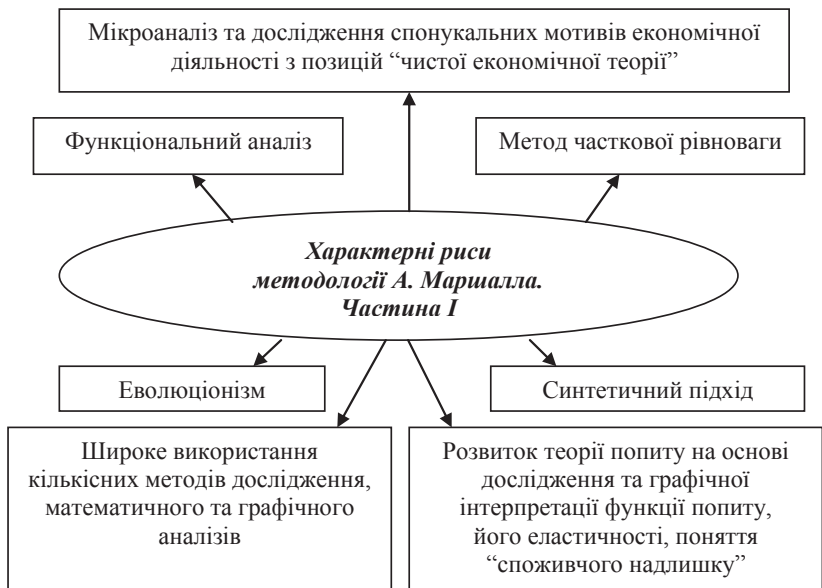 Мікроаналіз та дослідження спонукальних мотивів економічної
діяльності з позицій “чистої економічної теорії”
Функціональний аналіз
Метод часткової рівноваги
Характерні риси
методології А. Маршалла.
Частина I
Еволюціонізм
Синтетичний підхід
Широке використання
кількісних методів дослідження,
математичного та графічного
аналізів
Розвиток теорії попиту на основі
дослідження та графічної
інтерпретації функції попиту,
його еластичності, поняття
“споживчого надлишку”